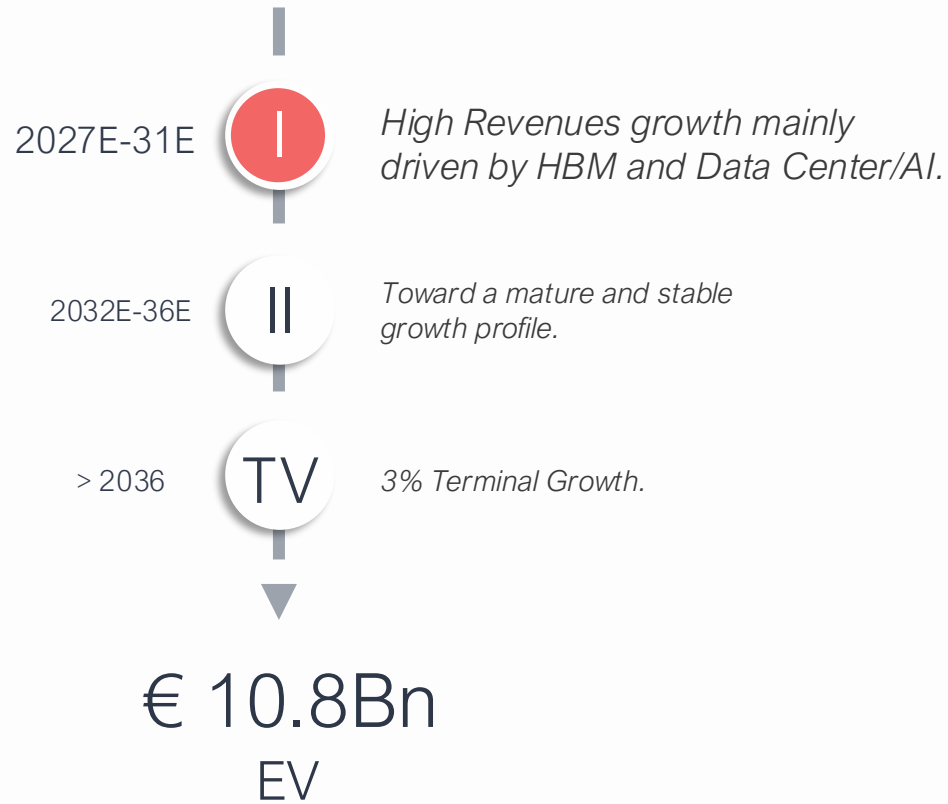 2027E-31E
I
High Revenues growth mainly
driven by HBM and Data Center/AI.
2032E-36E
II
Toward a mature and stable
growth profile.
> 2036
TV
3% Terminal Growth.
€ 10.8Bn
EV